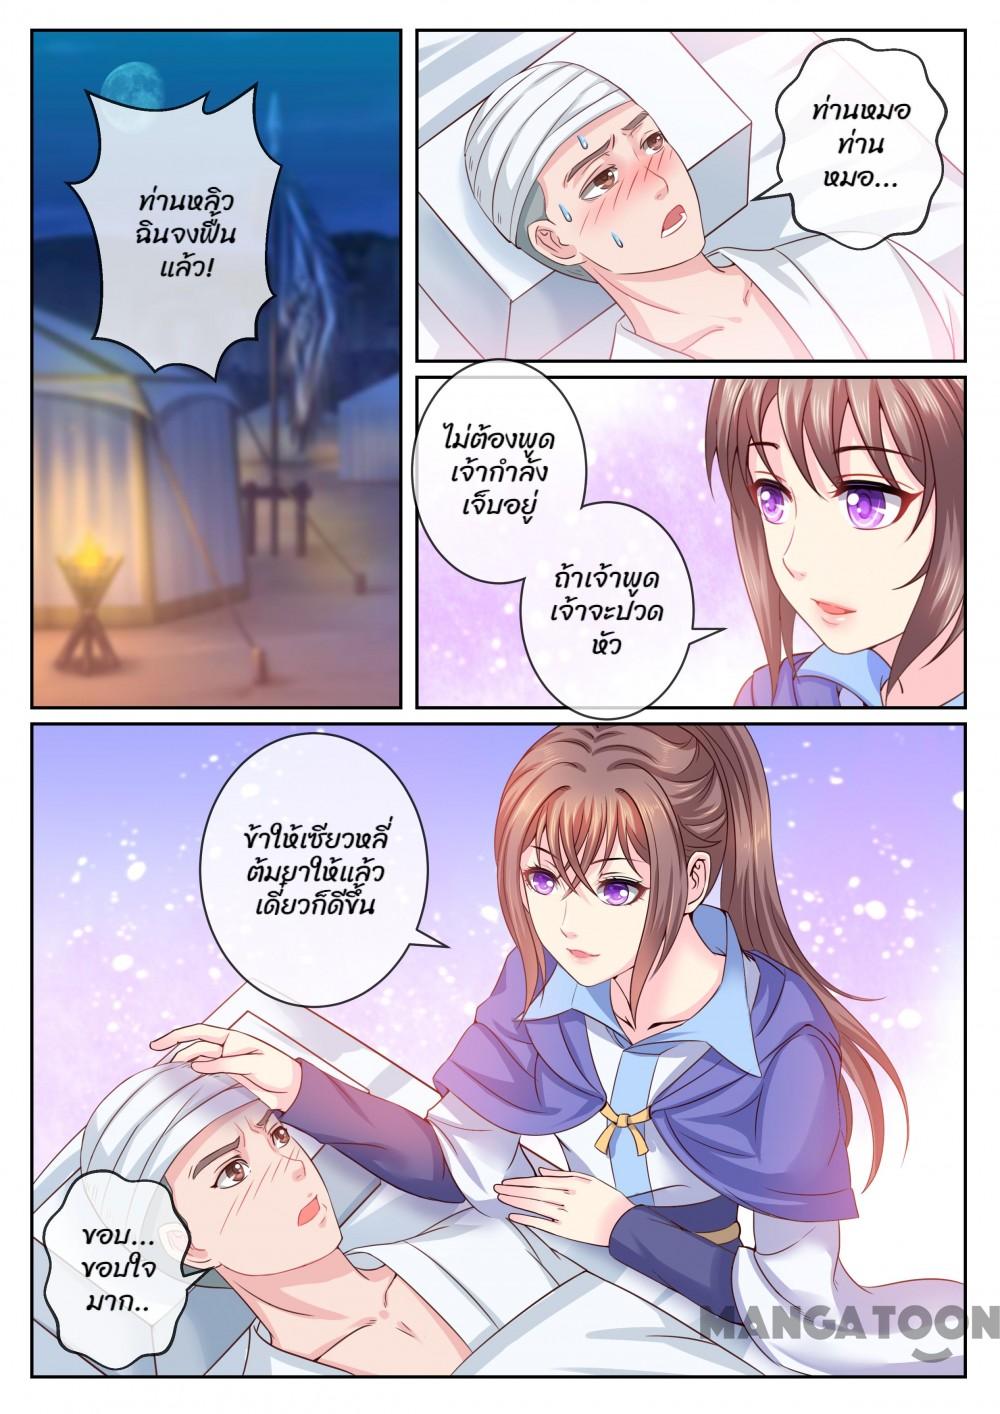 ท่านหลิว
ฉินจงฟื้น
แล้ว!
ท่านหมอ
ท่าน
หมอ...
ไม่ต้องพูด
เจ้ากำลัง
เจ็บอยู่
ถ้าเจ้าพูด
เจ้าจะปวด
หัว
ข้าให้เซียวหลี่
ต้มยาให้แล้ว
เดี๋ยวก็ดีขึ้น
ขอบ...
ขอบใจ
มาก..
MANGATOON